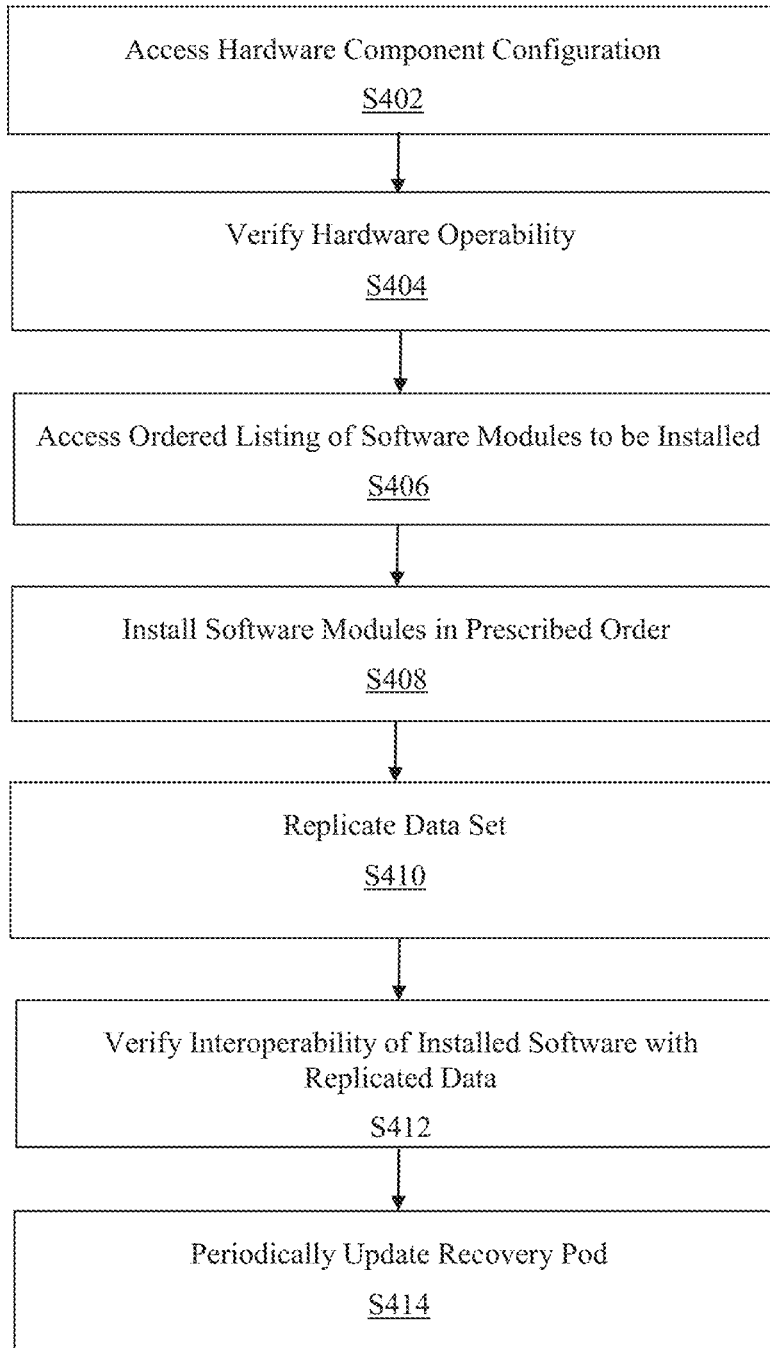 Access Hardware Component Configuration
S402
Verify Hardware Operability
S404
Access Ordered Listing of Software Modules to be Installed
S406
Install Software Modules in Prescribed Order
S408
Replicate Data Set
S410
Verify Interoperability of Installed Software with
Replicated Data
S412
Periodically Update Recovery Pod
S414